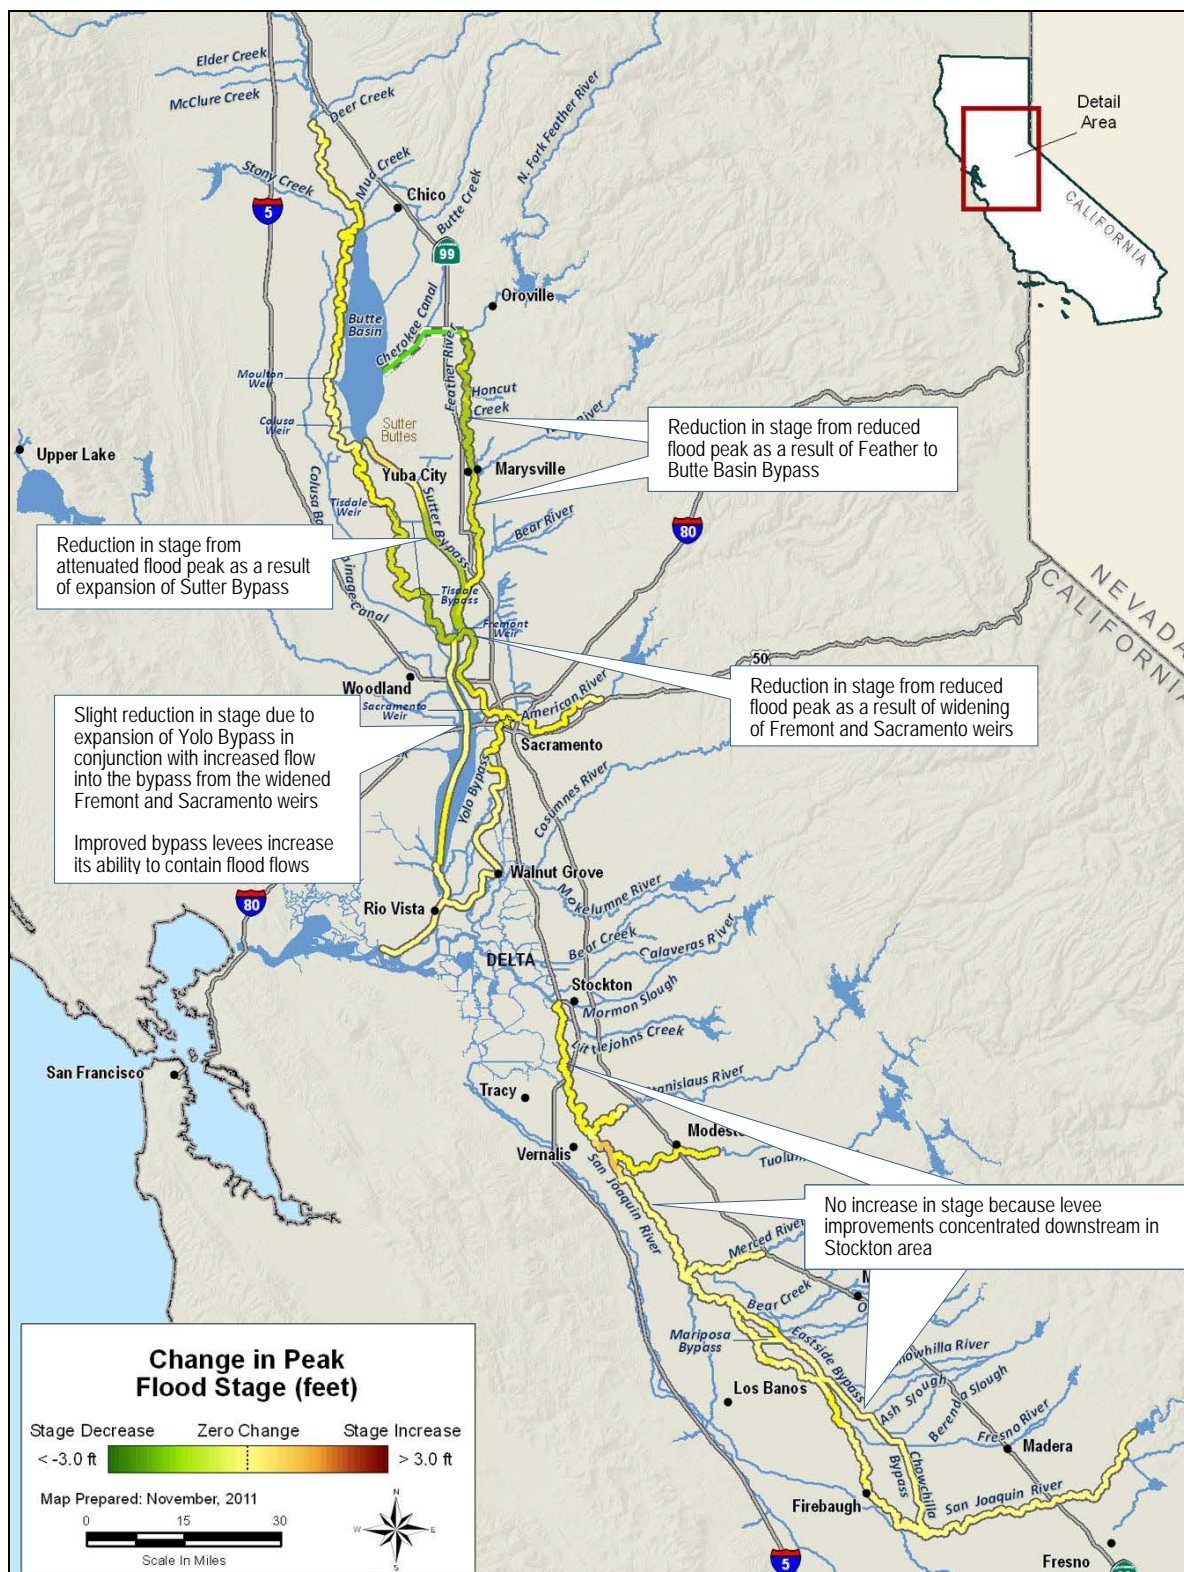 Elder Creek
McClure Creek
Deer Creek
N. Fork Feather River
Detail
Area
CALIFORNIA
Stony Creek
Mud Creek
Chico
Butte Creek
5
99
Oroville
Butte
Basin
Cherokee Canal
Feather River
Moulton
Weir
Honcut
Creek
Colusa
Weir
Sutter
Buttes
River
Reduction in stage from reduced
flood peak as a result of Feather to
Butte Basin Bypass
Upper Lake
Yuba City
Marysville
Tisdale
Weir
Sutter Bypass
Bear River
80
Reduction in stage from
attenuated flood peak as a result
of expansion of Sutter Bypass
Tisdale
Bypass
Fremont
Weir
NEVADA
CALIFORNIA
50
Woodland
Sacramento
Weir
American River
Reduction in stage from reduced
flood peak as a result of widening
of Fremont and Sacramento weirs
Slight reduction in stage due to
expansion of Yolo Bypass in
conjunction with increased flow
into the bypass from the widened
Fremont and Sacramento weirs
Improved bypass levees increase
its ability to contain flood flows
Sacramento
Yolo Bypass
Cosumnes River
Walnut Grove
Mokelumne River
80
Rio Vista
Bear Creek
Calaveras River
DELTA
Stockton
Mormon Slough
Littlejohns Creek
San Francisco
Tracy
Stanislaus River
Vernalis
Modesto
San Joaquin River
No increase in stage because levee
improvements concentrated downstream in
Stockton area
Merced River
Bear Creek
Mariposa
Bypass
Eastside Bypass
Los Banos
Ash Slough
Berenda Slough
Fresno River
Madera
Chowchilla
Bypass
Firebaugh
San Joaquin River
Fresno
5
Change in Peak
Flood Stage (feet)
Stage Decrease Zero Change Stage Increase
< -3.0 ft > 3.0 ft
Map Prepared: November, 2011
0 15 30
Scale In Miles
N
W E
S